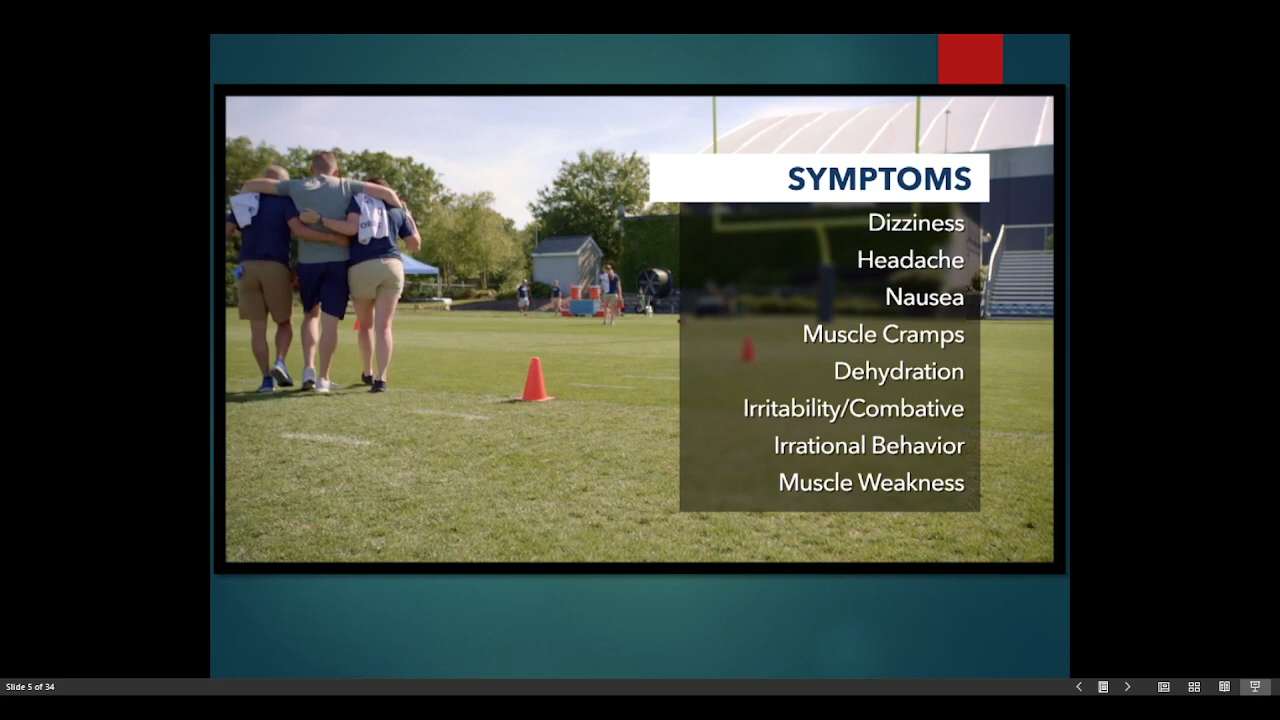 SYMPTOMS
Dizziness
Headache
Nausea
Muscle Cramps
Dehydration
Irritability/Combative
Irrational Behavior
Muscle Weakness
Slide 5 of 34